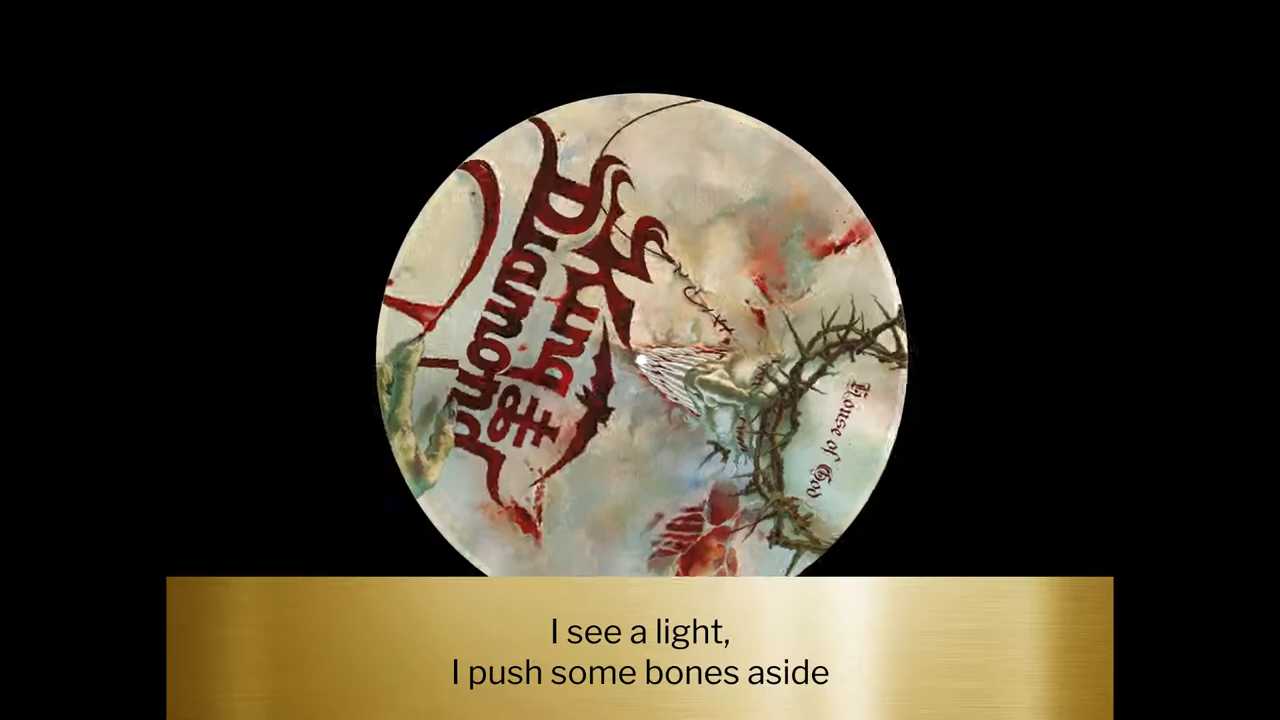 King
Diamond
House of God
I see a light,
I push some bones aside